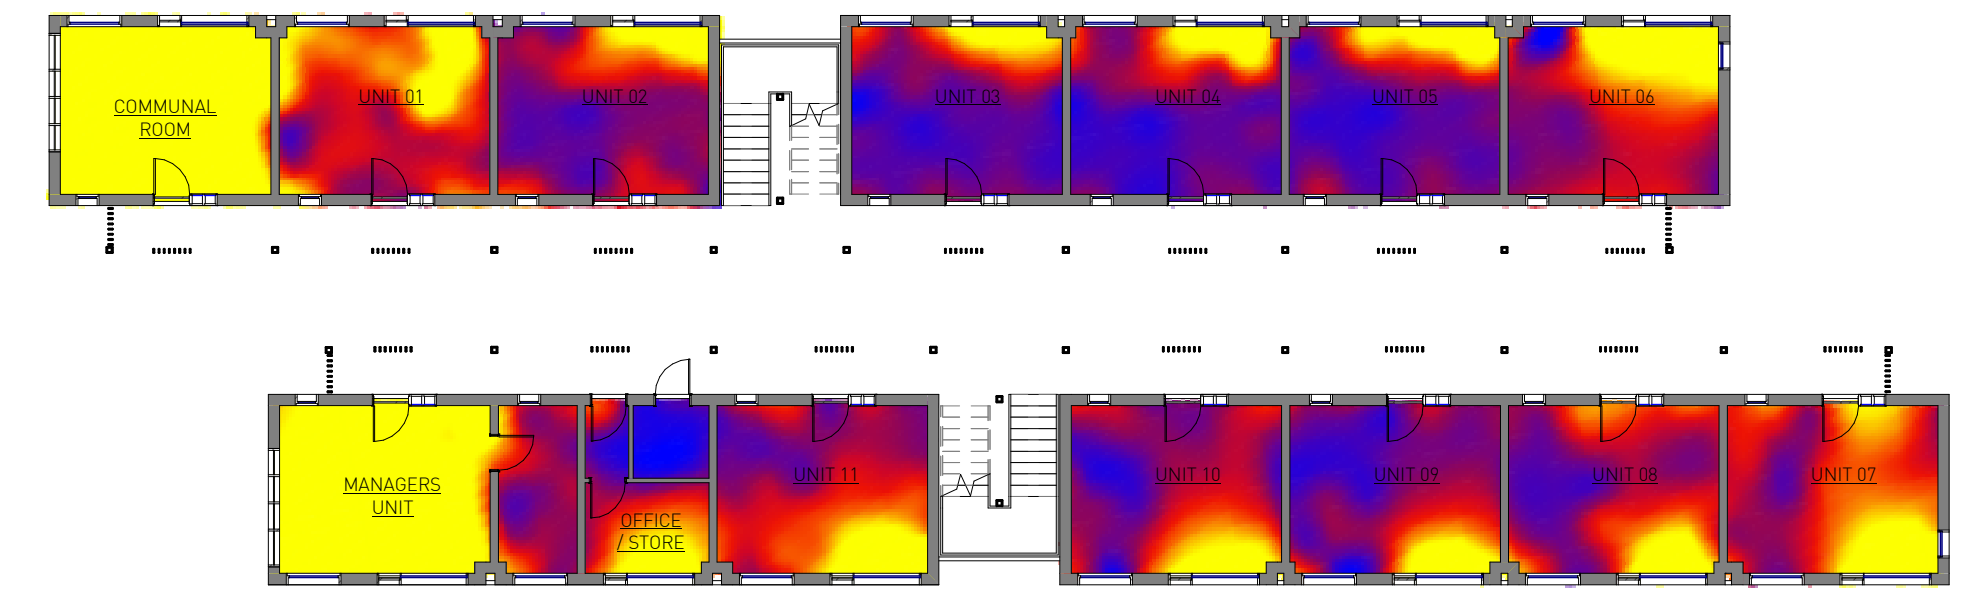 COMMUNAL
ROOM
UNIT 01
UNIT 02
UNIT 03
UNIT 04
UNIT 05
UNIT 06
MANAGERS
UNIT
OFFICE
/ STORE
UNIT 11
UNIT 10
UNIT 09
UNIT 08
UNIT 07